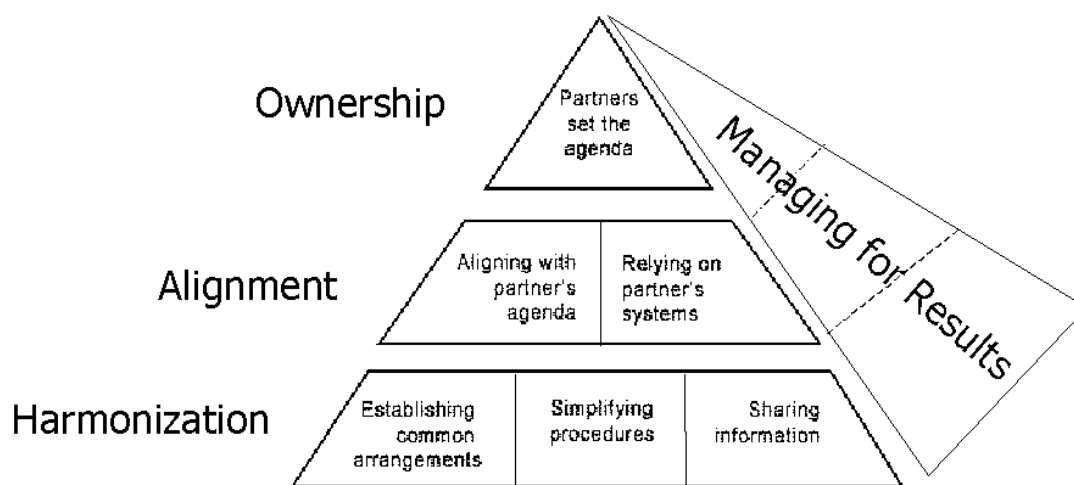 Ownership
Partners
set the
agenda
Managing for Results
Alignment
Aligning with
partner's
agenda
Relying on
partner's
systems
Harmonization
Establishing
common
arrangements
Simplifying
procedures
Sharing
information